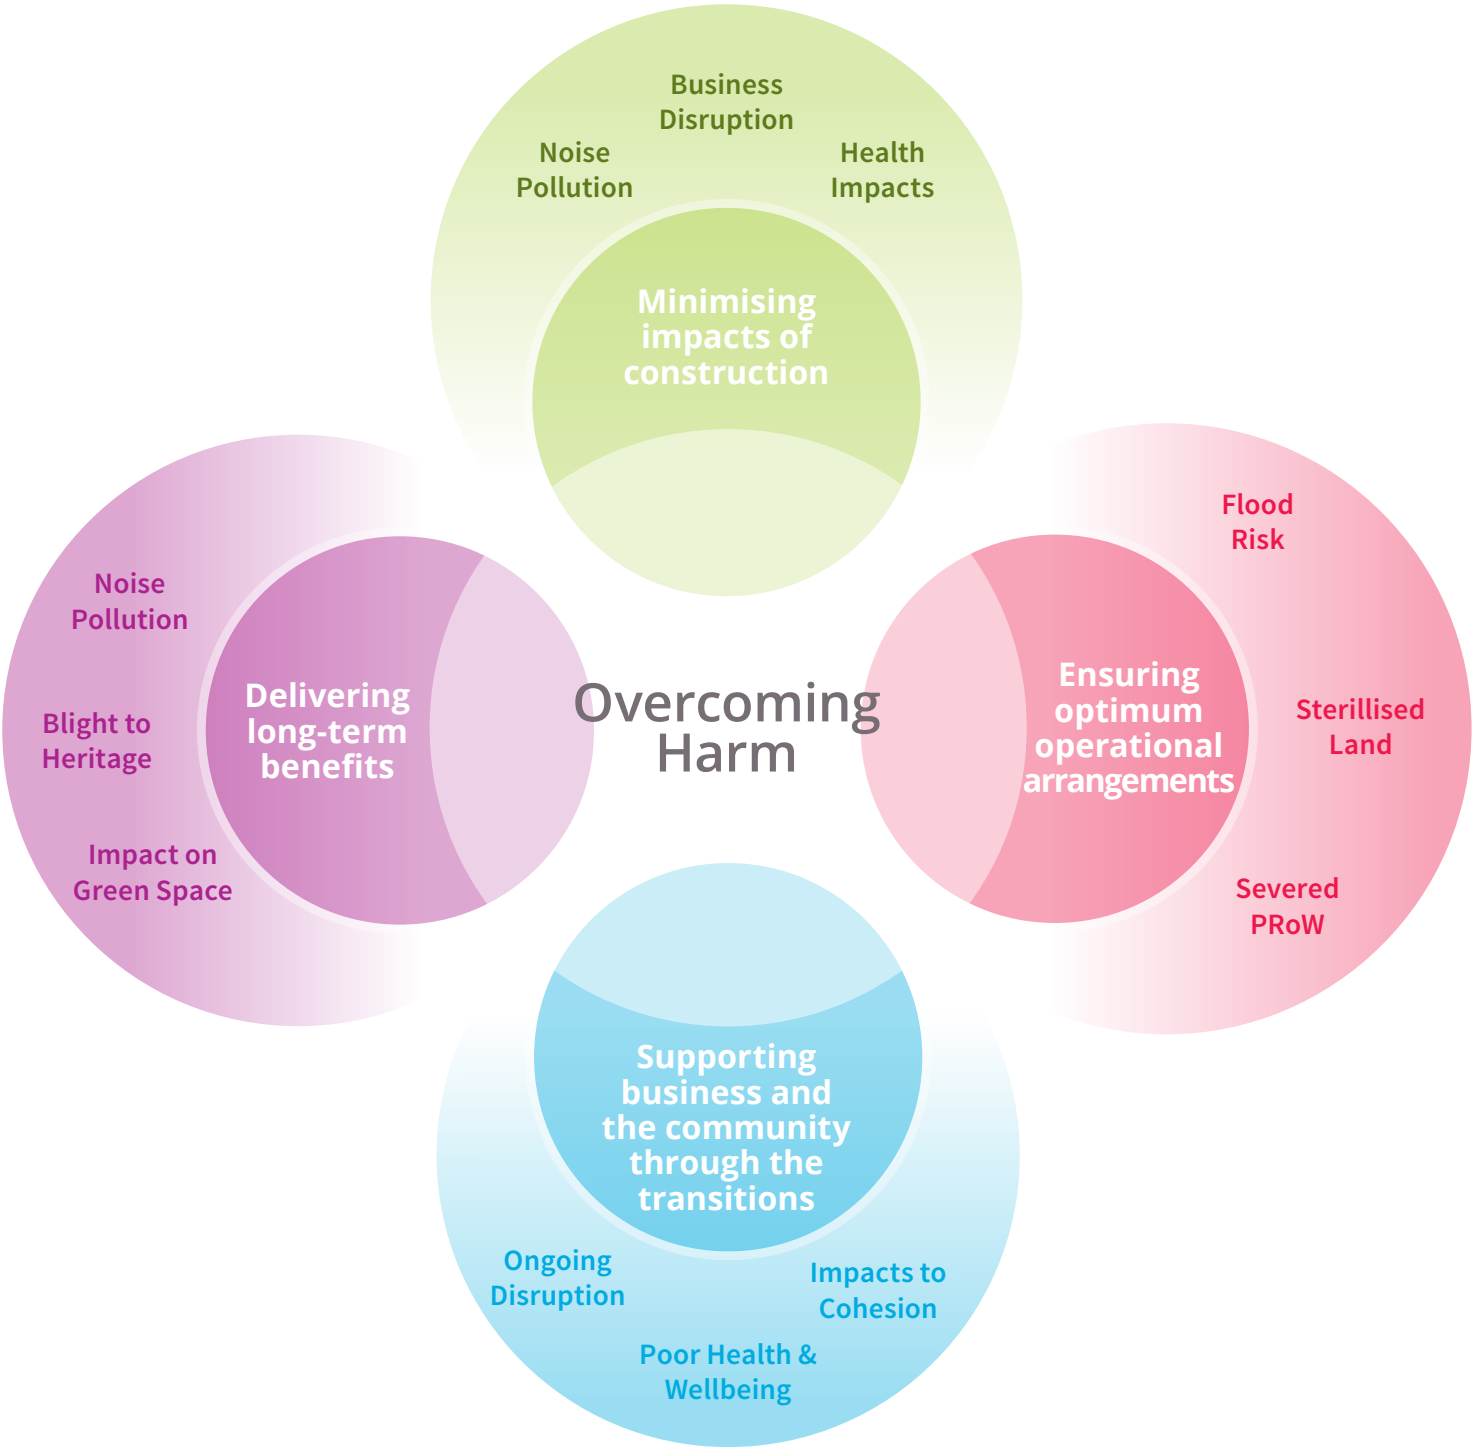 Business
Disruption
Noise
Pollution
Health
Impacts
Minimising
impacts of
construction
Noise
Pollution
Blight to
Heritage
Impact on
Green Space
Delivering
long-term
benefits
Overcoming
Harm
Ensuring
optimum
operational
arrangements
Flood
Risk
Sterillised
Land
Severed
PRoW
Supporting
business and
the community
through the
transitions
Ongoing
Disruption
Impacts to
Cohesion
Poor Health &
Wellbeing